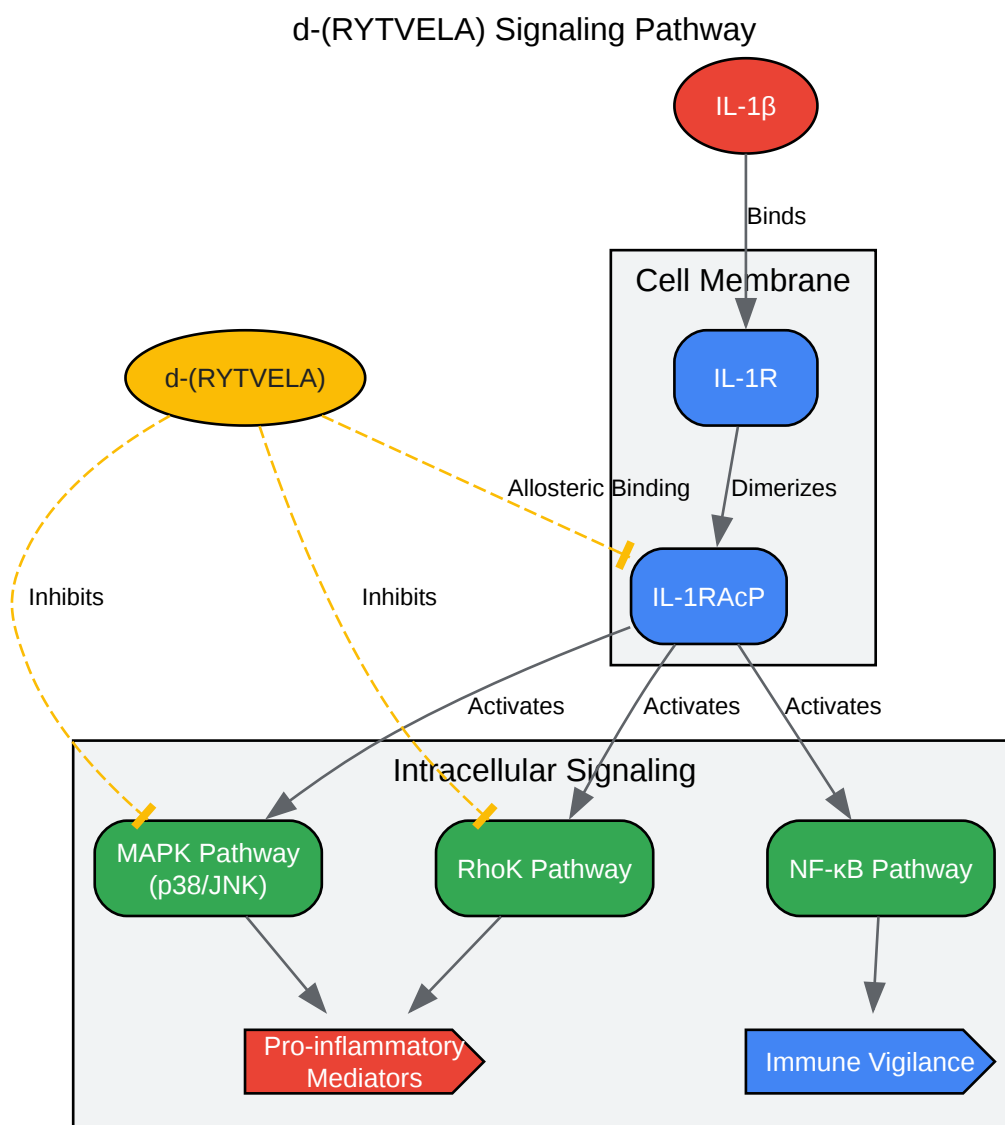 d-(RYTVELA) Signaling Pathway
IL-1β
Binds
Cell Membrane
d-(RYTVELA)
IL-1R
Allosteric Binding
Dimerizes
Inhibits
Inhibits
IL-1RAcP
Activates
Activates
Activates
Intracellular Signaling
MAPK Pathway
(p38/JNK)
RhoK Pathway
NF-κB Pathway
Pro-inflammatory
Mediators
Immune Vigilance